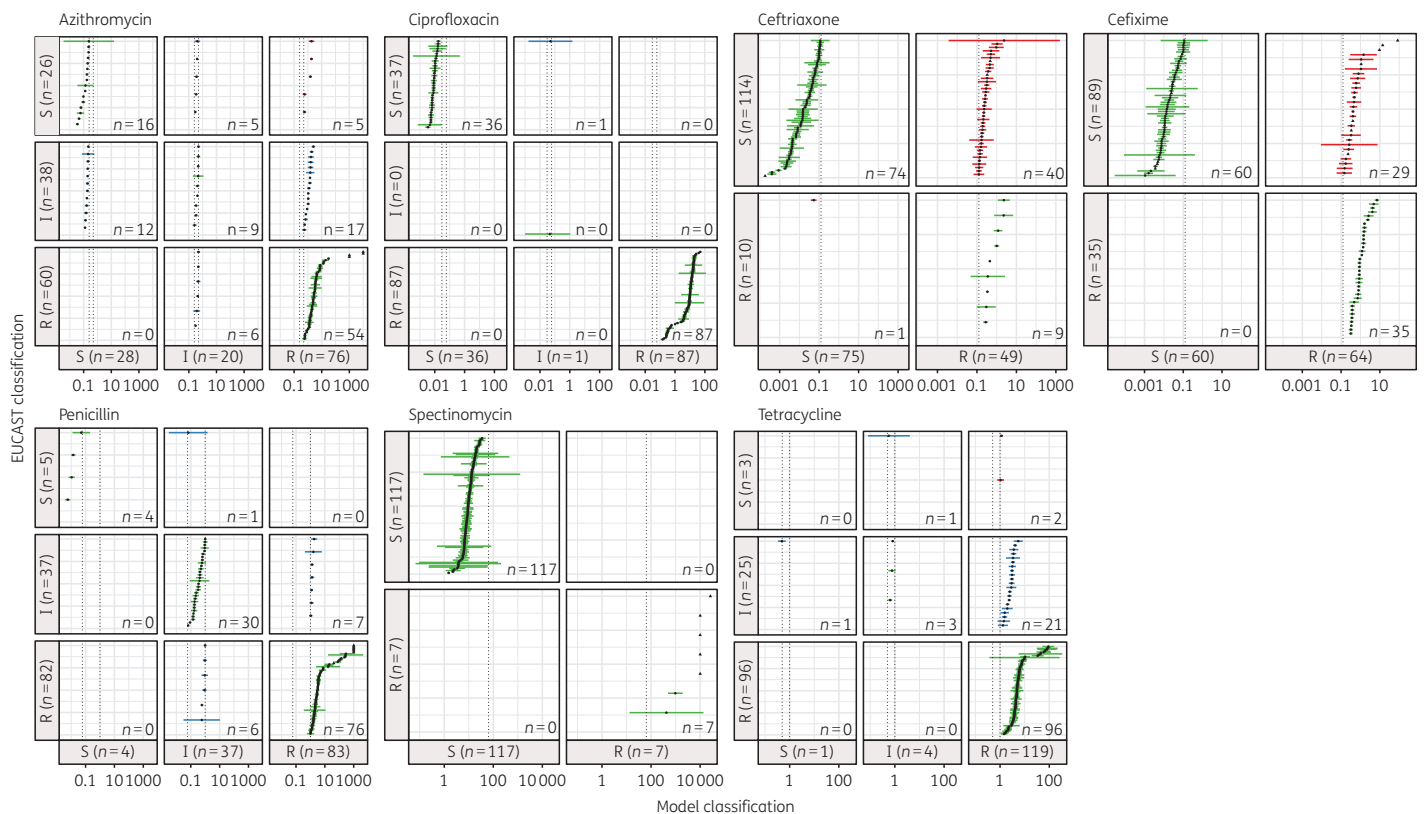 Azithromycin
Ciprofloxacin
Ceftriaxone
Cefixime
EUCAST classification
S (n=26)
n=16
n=5
n=5
I (n=38)
n=12
n=9
n=17
R (n=60)
n=0
n=6
n=54
S (n=28)
I (n=20)
R (n=76)
0.1 10 1000
0.1 10 1000
0.1 10 1000
S (n=37)
n=36
n=1
n=0
I (n=0)
n=0
n=0
n=0
R (n=87)
n=0
n=0
n=87
S (n=36)
I (n=1)
R (n=87)
0.01 1 100
0.01 1 100
0.01 1 100
S (n=114)
n=74
n=40
R (n=10)
n=1
n=9
S (n=75)
R (n=49)
0.001 0.1 10 1000
0.001 0.1 10 1000
S (n=89)
n=60
n=29
R (n=35)
n=0
n=35
S (n=60)
R (n=64)
0.001 0.1 10
0.001 0.1 10
Penicillin
Spectinomycin
Tetracycline
S (n=5)
n=4
n=1
n=0
I (n=37)
n=0
n=30
n=7
R (n=82)
n=0
n=6
n=76
S (n=4)
I (n=37)
R (n=83)
0.1 10 1000
0.1 10 1000
0.1 10 1000
S (n=117)
n=117
n=0
R (n=7)
n=0
n=7
S (n=117)
R (n=7)
1 100 10 000
1 100 10 000
S (n=3)
n=0
n=1
n=2
I (n=25)
n=1
n=3
n=21
R (n=96)
n=0
n=0
n=96
S (n=1)
I (n=4)
R (n=119)
1 100
1 100
1 100
Model classification